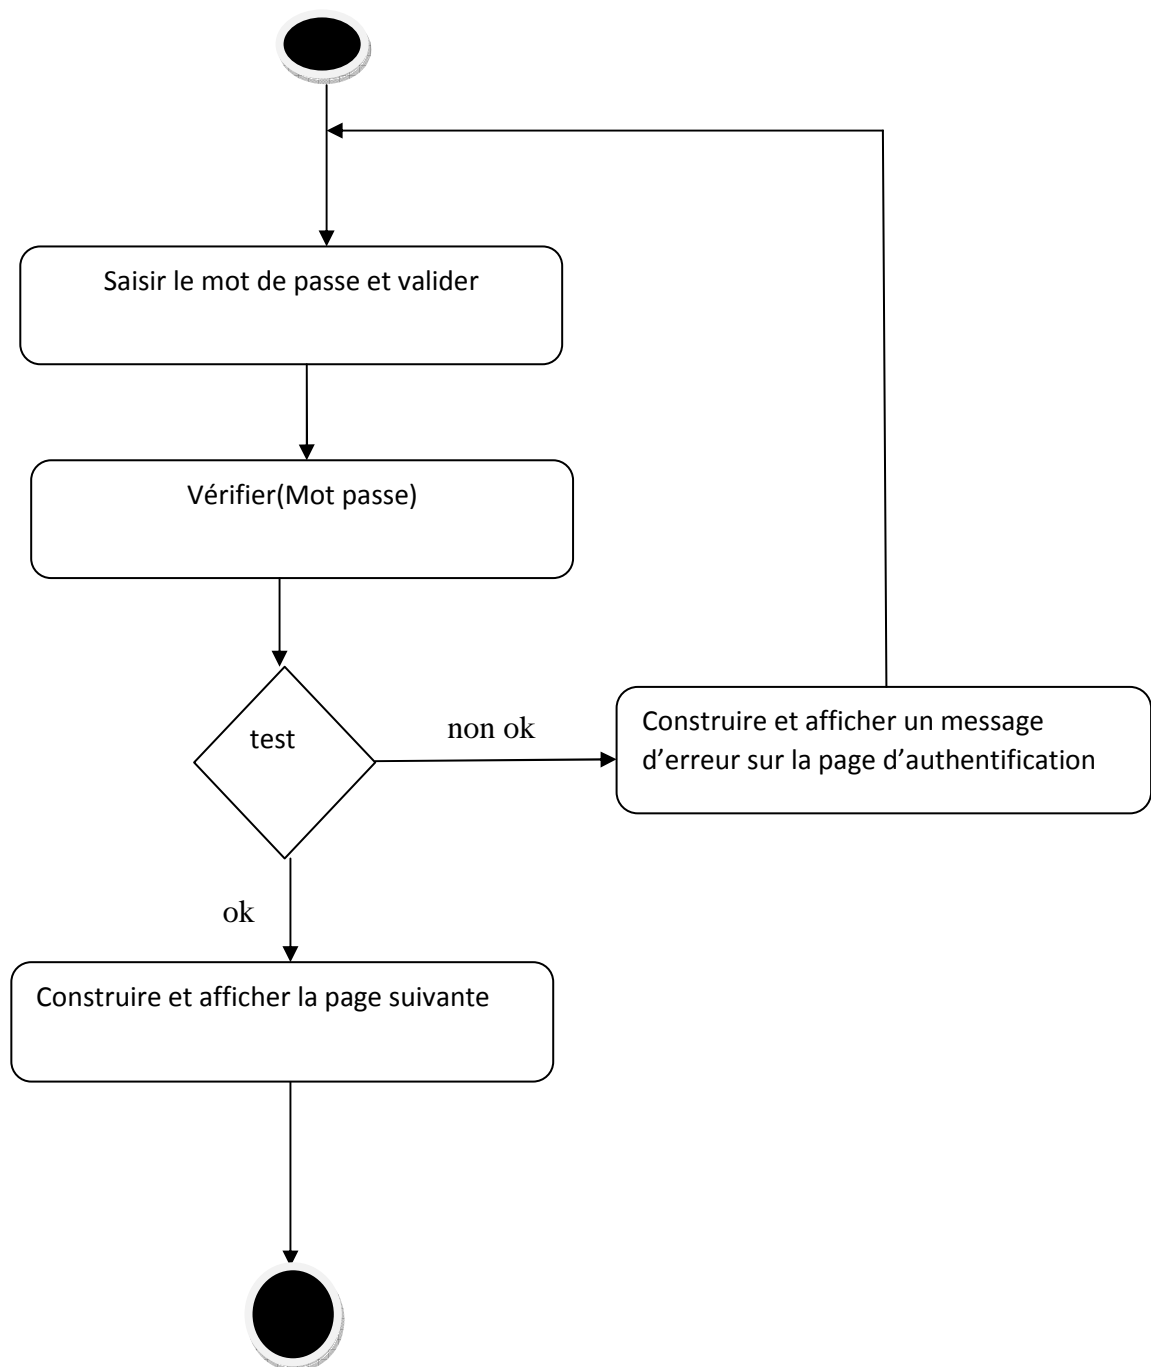 Saisir le mot de passe et valider
Vérifier(Mot passe)
test
non ok
Construire et afficher un message
d’erreur sur la page d’authentification
ok
Construire et afficher la page suivante